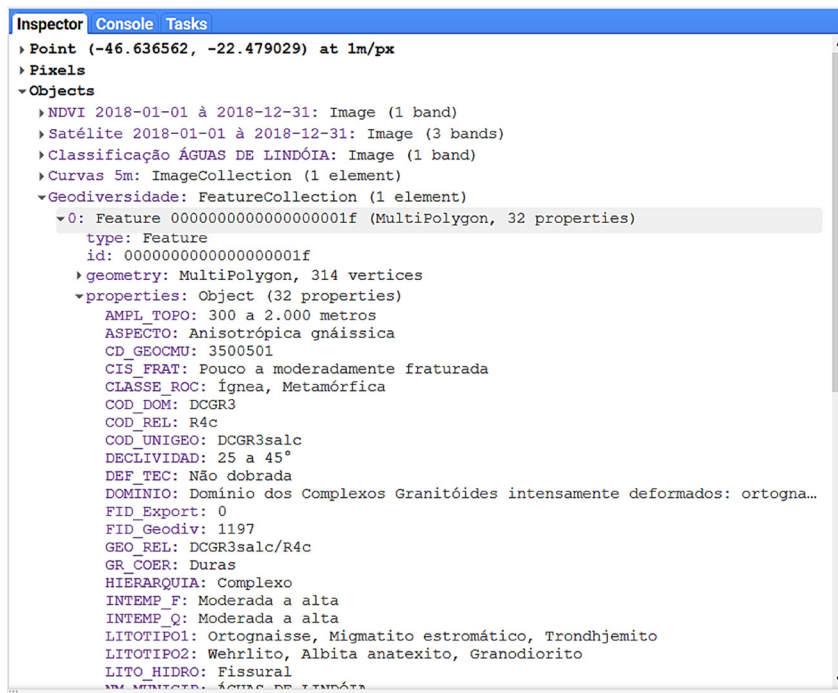 Inspector Console Tasks
Point (-46.636562, -22.479029) at 1m/px
Pixels
Objects
NDVI 2018-01-01 à 2018-12-31: Image (1 band)
Satélite 2018-01-01 à 2018-12-31: Image (3 bands)
Classificação ÁGUAS DE LINDÓIA: Image (1 band)
Curvas 5m: ImageCollection (1 element)
Geodiversidade: FeatureCollection (1 element)
0: Feature 0000000000000000001f (MultiPolygon, 32 properties)
type: Feature
id: 0000000000000000001f
geometry: MultiPolygon, 314 vertices
properties: Object (32 properties)
AMPL_TOPO: 300 a 2.000 metros
ASPECTO: Anisotrópica gnáissica
CD_GEOCMU: 3500501
CIS_FRAT: Pouco a moderadamente fraturada
CLASSE_ROC: Ígnea, Metamórfica
COD_DOM: DCGR3
COD_REL: R4c
COD_UNIGEO: DCGR3salc
DECLIVIDAD: 25 a 45°
DEF_TEC: Não dobrada
DOMINIO: Domínio dos Complexos Granitóides intensamente deformados: ortogna…
FID_Export: 0
FID_Geodiv: 1197
GEO_REL: DCGR3salc/R4c
GR_COER: Duras
HIERARQUIA: Complexo
INTEMP_F: Moderada a alta
INTEMP_Q: Moderada a alta
LITOTIPO1: Ortognaisse, Migmatito estromático, Trondhjemito
LITOTIPO2: Wehrlito, Albita anatexito, Granodiorito
LITO_HIDRO: Fissural
NM_MUNICIP: ÁGUAS DE LINDÓIA